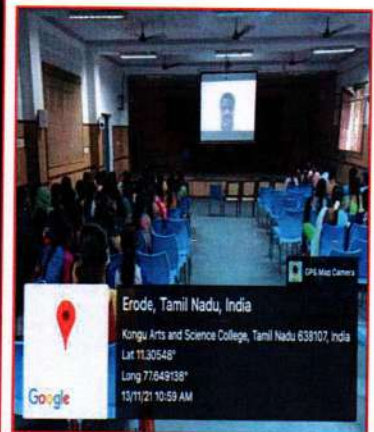 GPS Map Camera
Erode, Tamil Nadu, India
Kongu Arts and Science College, Tamil Nadu 638107, India
Lat 11.30548°
Long 77.649138°
13/11/21 10:59 AM
Google